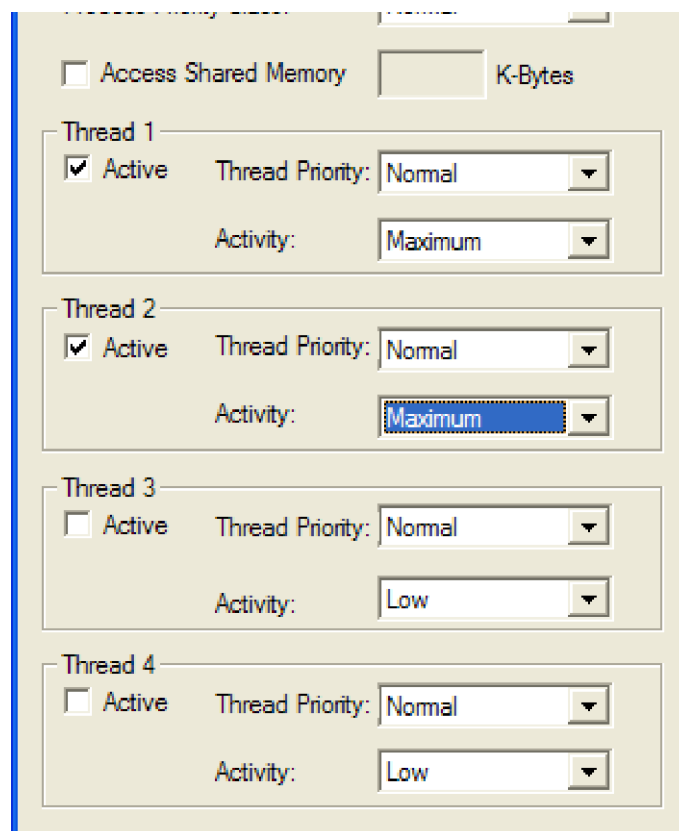 Access Shared Memory K-Bytes
Thread 1
Active Thread Priority: Normal
Activity: Maximum
Thread 2
Active Thread Priority: Normal
Activity: Maximum
Thread 3
Active Thread Priority: Normal
Activity: Low
Thread 4
Active Thread Priority: Normal
Activity: Low